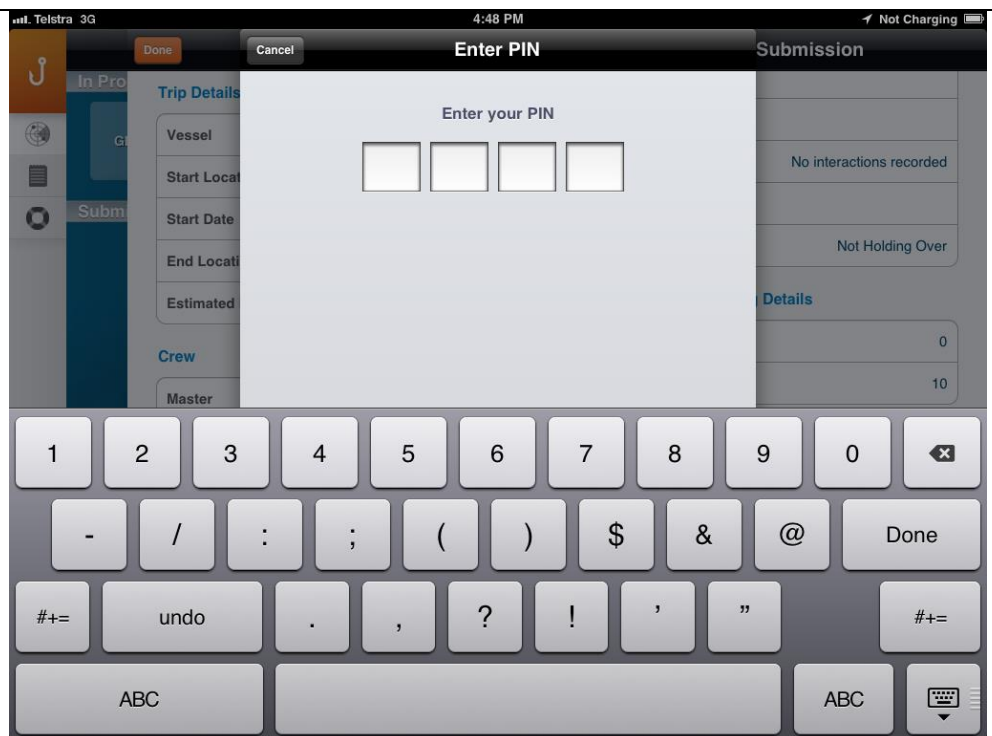 Telstra 3G 4:48 PM Not Charging
Done Cancel Enter PIN Submission
In Pro
Trip Details
Enter your PIN
Vessel
No interactions recorded
Start Locat
Subm
Start Date
Not Holding Over
End Locati
Estimated
Details
0
Crew
10
Master
1 2 3 4 5 6 7 8 9 0
- / : ; ( ) $ & @ Done
#+= undo . , ? ! ’ ” #+=
ABC ABC